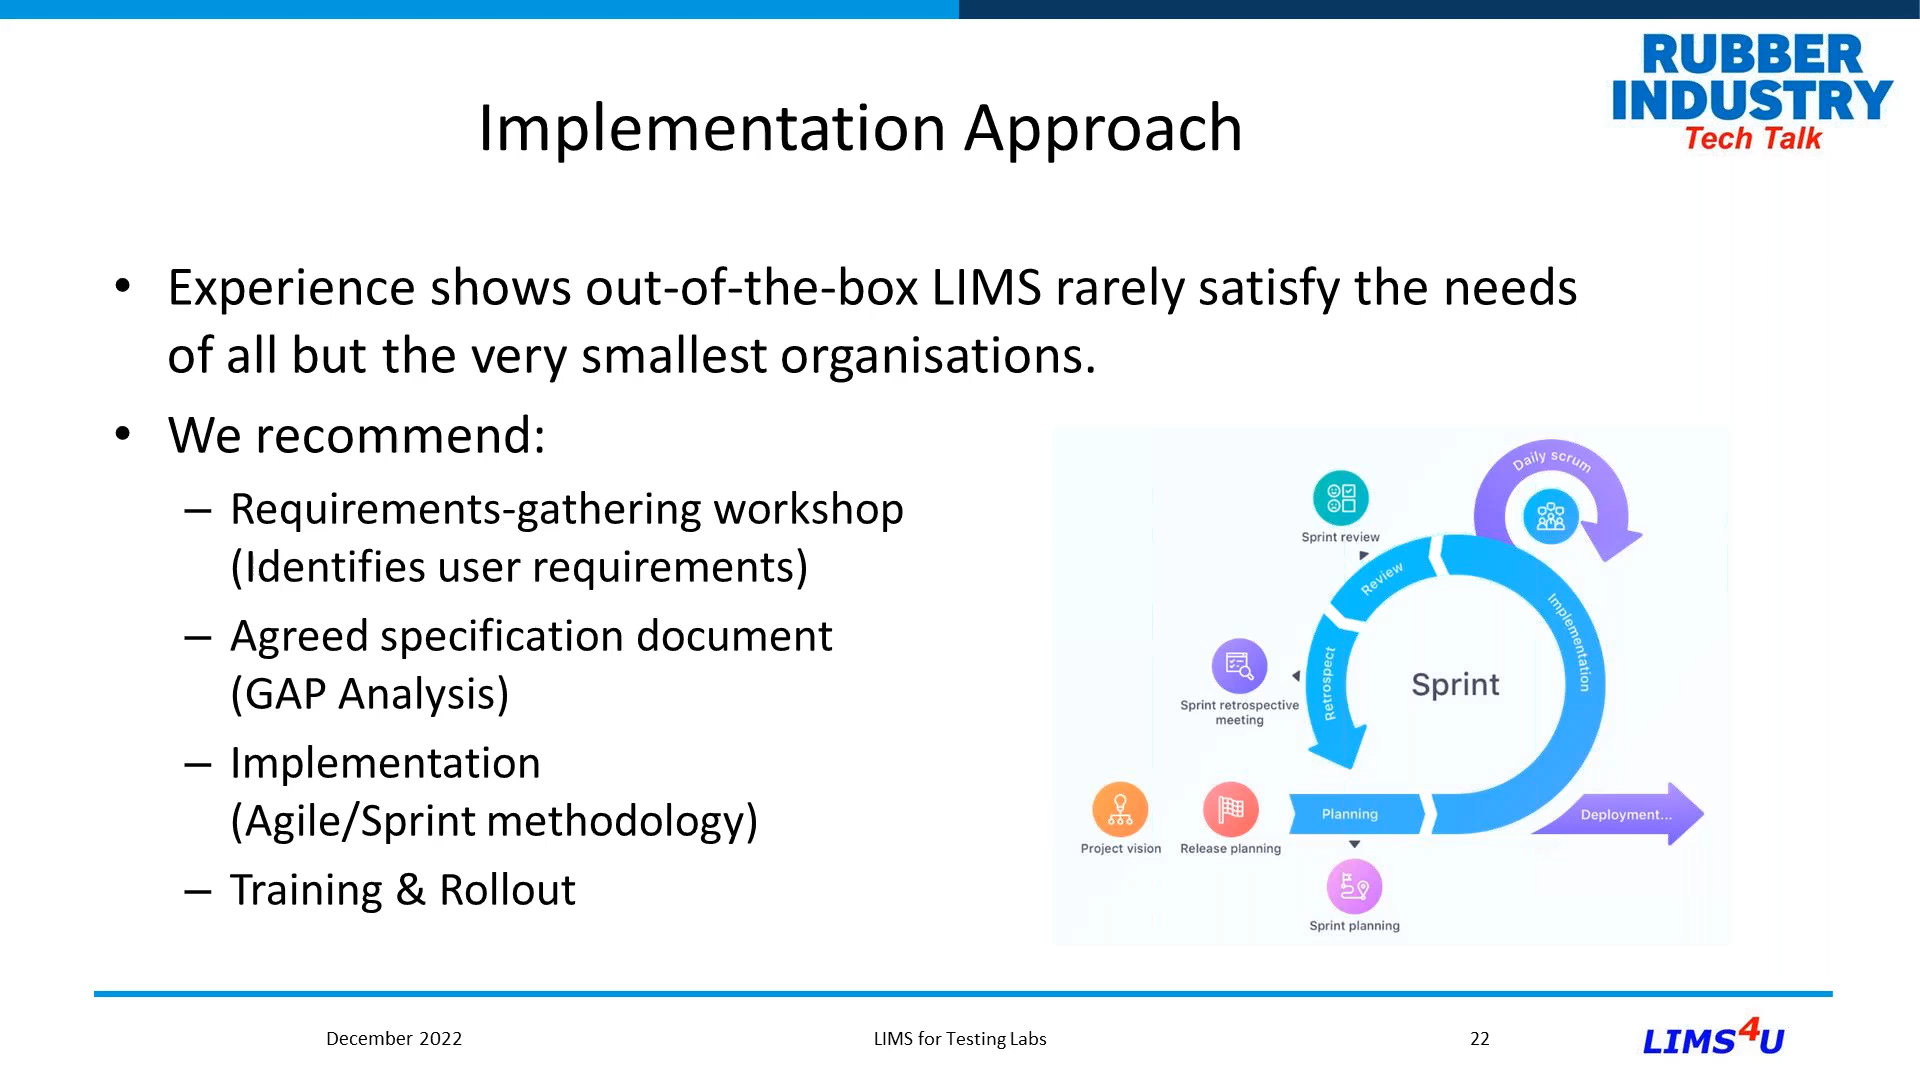 RUBBER
INDUSTRY
Tech Talk
Implementation Approach
• Experience shows out-of-the-box LIMS rarely satisfy the needs
of all but the very smallest organisations.
• We recommend:
– Requirements-gathering workshop
(Identifies user requirements)
– Agreed specification document
(GAP Analysis)
– Implementation
(Agile/Sprint methodology)
– Training & Rollout
Daily scrum
Sprint review
Review
Implementation
Sprint
Retrospect
Sprint retrospective
meeting
Project vision
Release planning
Planning
Deployment...
Sprint planning
December 2022
LIMS for Testing Labs
22
LIMS4U